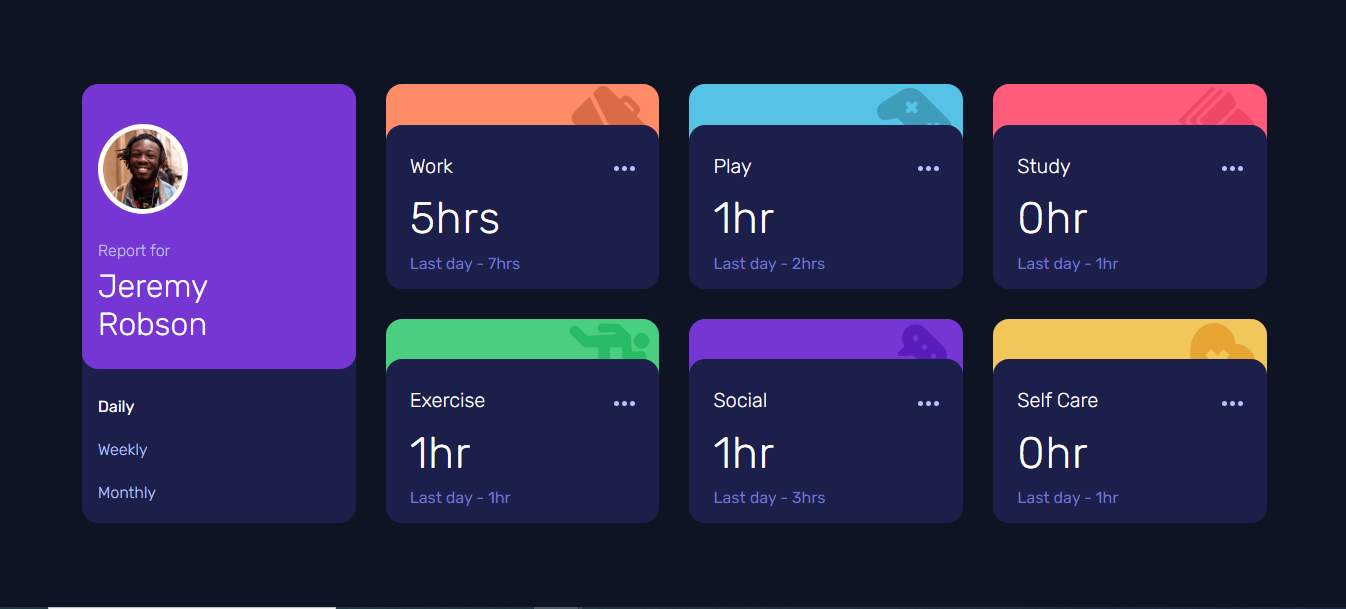 Report for
Jeremy
Robson
Daily
Weekly
Monthly
Work
5hrs
Last day - 7hrs
Play
1hr
Last day - 2hrs
Study
0hr
Last day - 1hr
Exercise
1hr
Last day - 1hr
Social
1hr
Last day - 3hrs
Self Care
0hr
Last day - 1hr